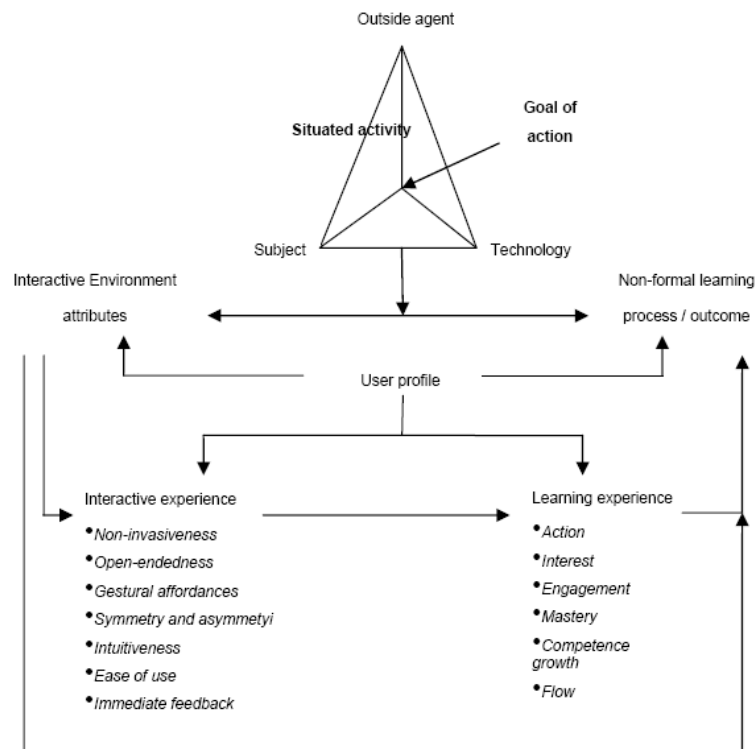 Outside agent
Goal of
action
Situated activity
Subject
Technology
Interactive Environment
attributes
Non-formal learning
process / outcome
User profile
Interactive experience
•Non-invasiveness
•Open-endedness
•Gestural affordances
•Symmetry and asymmetyi
•Intuitiveness
•Ease of use
•Immediate feedback
Learning experience
•Action
•Interest
•Engagement
•Mastery
•Competence
growth
•Flow